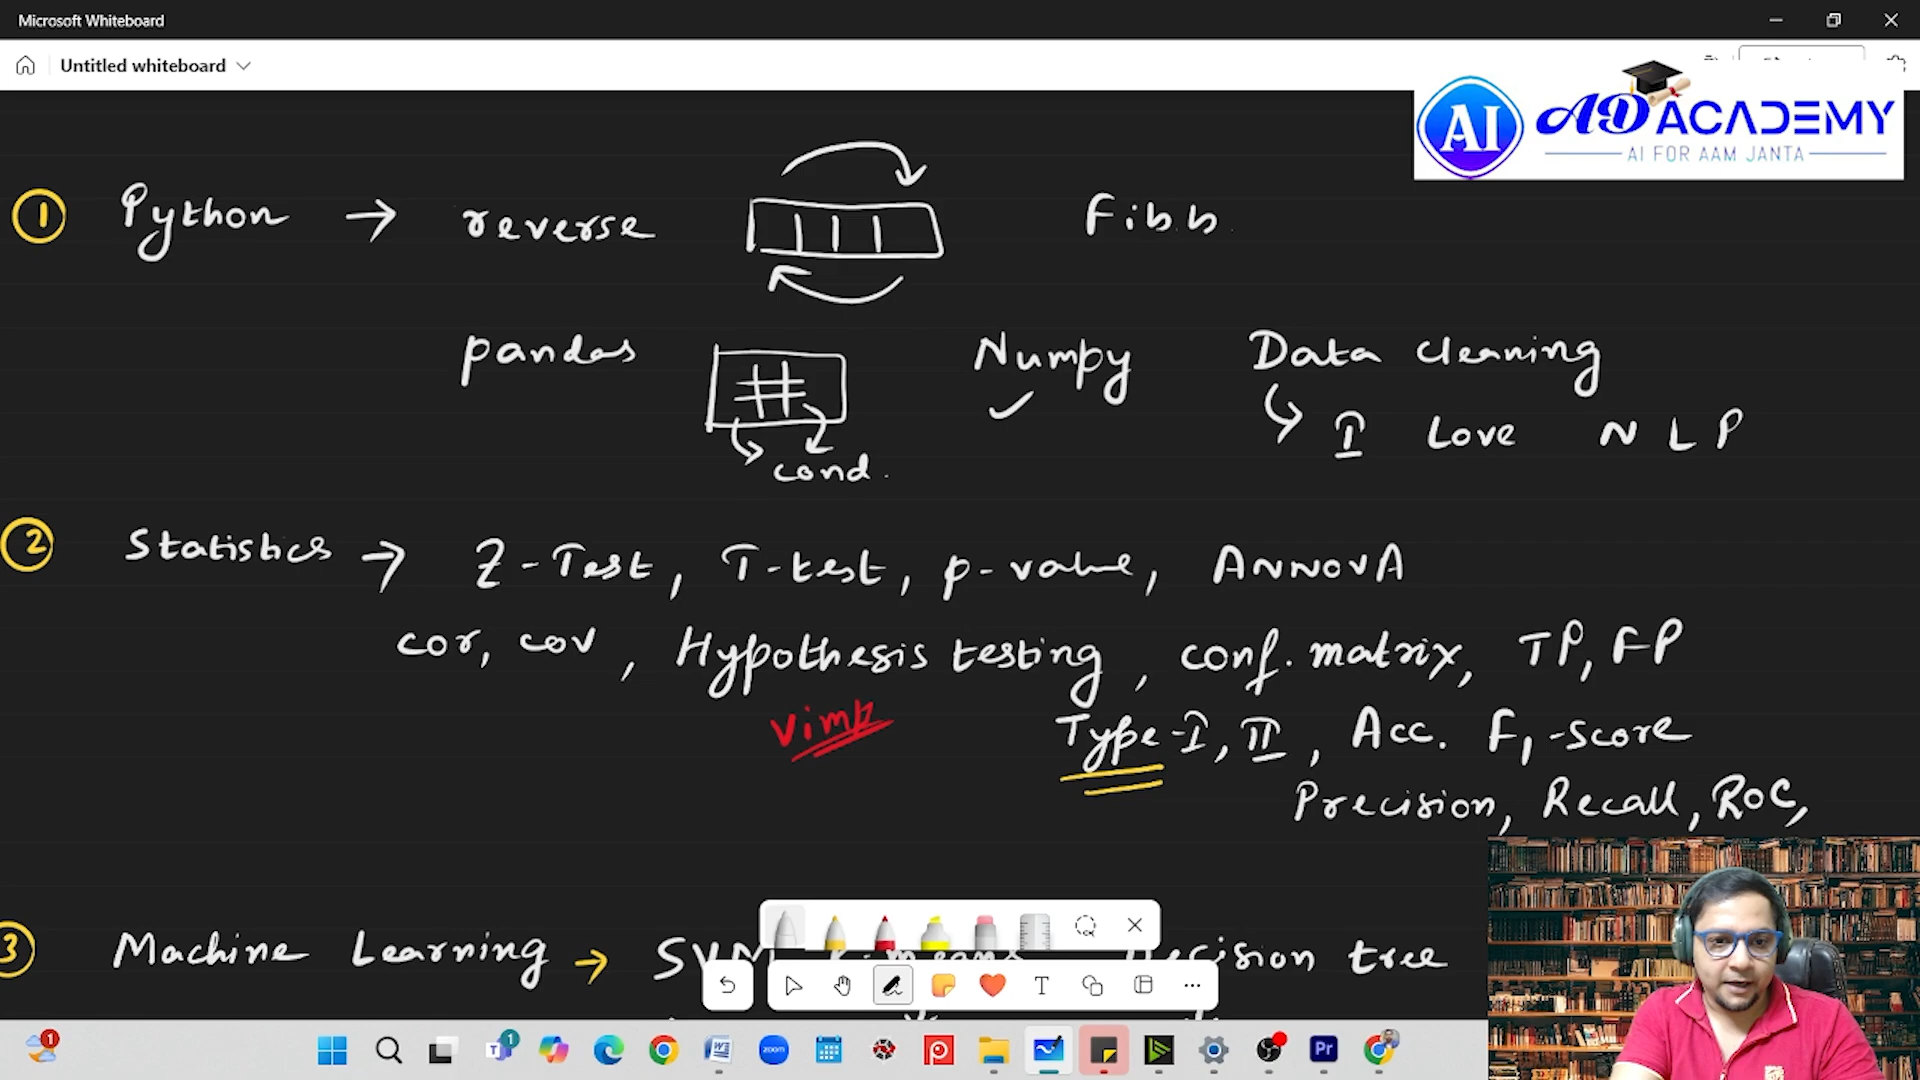 Microsoft Whiteboard
Untitled whiteboard
AI AD ACADEMY
AI FOR AAM JANTA
1 Python → reverse Fibb.
pandas Numpy Data cleaning
cond. I Love NLP
2 Statistics → Z-Test, T-test, p-value, ANNOVA
cor, cov, Hypothesis testing, conf. matrix, TP, FP
Vimp Type-I, II, Acc. F1-score
Precision, Recall, ROC,
3 Machine Learning → SVM Decision tree